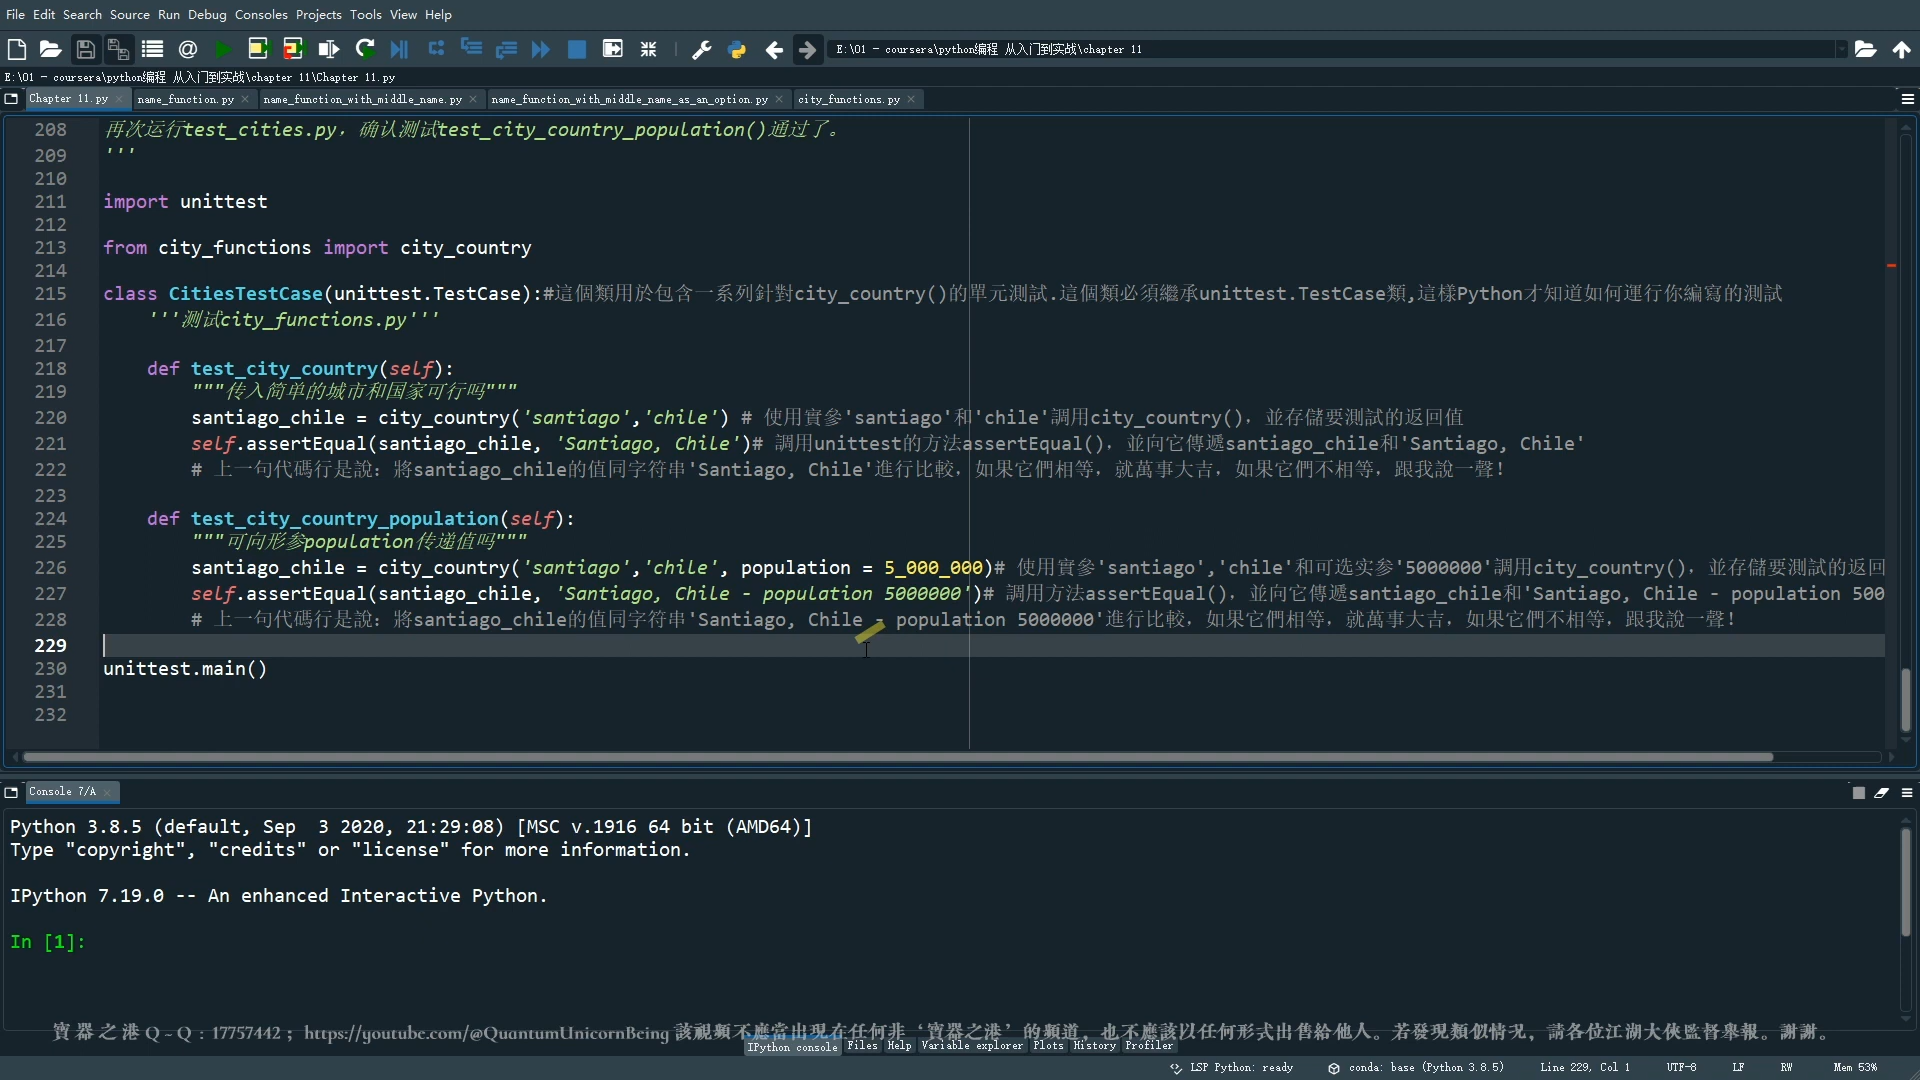 File Edit Search Source Run Debug Consoles Projects Tools View Help
E:\01 - coursera\python编程 从入门到实战\chapter 11
E:\01 - coursera\python编程 从入门到实战\chapter 11\Chapter 11.py
Chapter 11.py name_function.py name_function_with_middle_name.py name_function_with_middle_name_as_an_option.py city_functions.py
208 再次运行test_cities.py，确认测试test_city_country_population()通过了。
209 '''
210
211 import unittest
212
213 from city_functions import city_country
214
215 class CitiesTestCase(unittest.TestCase):#這個類用於包含一系列針對city_country()的單元測試.這個類必須繼承unittest.TestCase類,這樣Python才知道如何運行你編寫的測試
216 '''测试city_functions.py'''
217
218 def test_city_country(self):
219 """传入简单的城市和国家可行吗"""
220 santiago_chile = city_country('santiago','chile') # 使用實參'santiago'和'chile'調用city_country()，並存儲要測試的返回值
221 self.assertEqual(santiago_chile, 'Santiago, Chile')# 調用unittest的方法assertEqual()，並向它傳遞santiago_chile和'Santiago, Chile'
222 # 上一句代碼行是說：將santiago_chile的值同字符串'Santiago, Chile'進行比較，如果它們相等，就萬事大吉，如果它們不相等，跟我說一聲！
223
224 def test_city_country_population(self):
225 """可向形参population传递值吗"""
226 santiago_chile = city_country('santiago','chile', population = 5_000_000)# 使用實參'santiago','chile'和可选实参'5000000'調用city_country()，並存儲要測試的返回
227 self.assertEqual(santiago_chile, 'Santiago, Chile - population 5000000')# 調用方法assertEqual()，並向它傳遞santiago_chile和'Santiago, Chile - population 500
228 # 上一句代碼行是說：將santiago_chile的值同字符串'Santiago, Chile - population 5000000'進行比較，如果它們相等，就萬事大吉，如果它們不相等，跟我說一聲！
229
230 unittest.main()
231
232
Console 7/A
Python 3.8.5 (default, Sep 3 2020, 21:29:08) [MSC v.1916 64 bit (AMD64)]
Type "copyright", "credits" or "license" for more information.
IPython 7.19.0 -- An enhanced Interactive Python.
In [1]:
寶器之港Q~Q : 17757442 ; https://youtube.com/@QuantumUnicornBeing 該視頻不應當出現在任何非‘寶器之港’的頻道，也不應該以任何形式出售給他人。若發現類似情況，請各位江湖大俠監督舉報。謝謝。
IPython console Files Help Variable explorer Plots History Profiler
LSP Python: ready conda: base (Python 3.8.5) Line 229, Col 1 UTF-8 LF RW Mem 53%